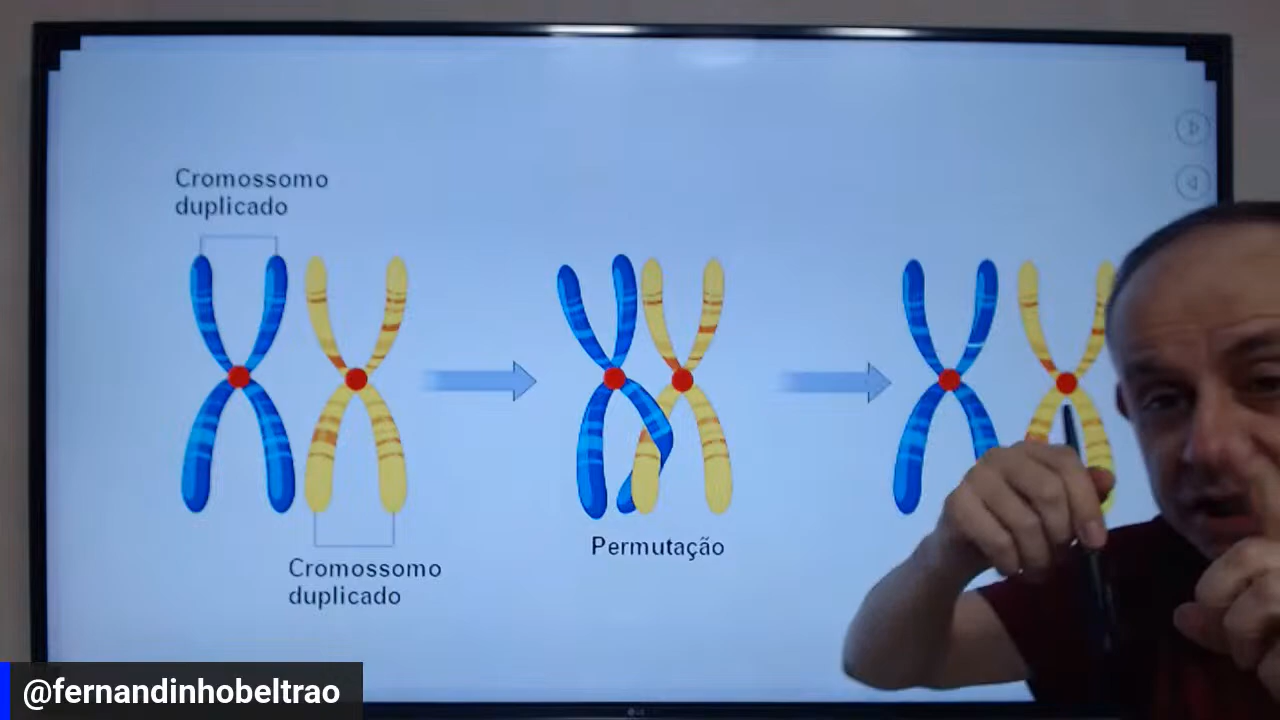 Cromossomo
duplicado
Permutação
Cromossomo
duplicado
@fernandinhobeltrao